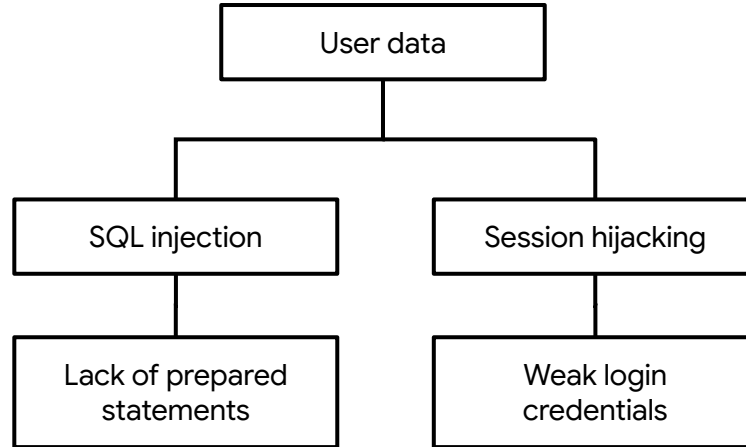 User data
SQL injection
Session hijacking
Lack of prepared
statements
Weak login
credentials